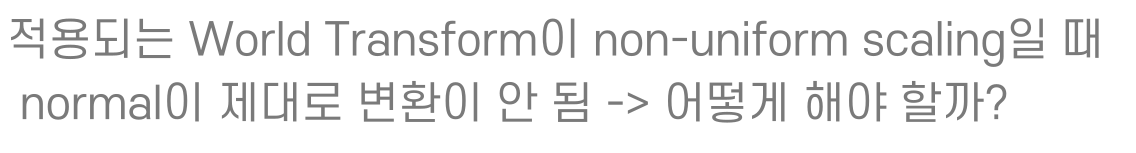 적용되는 World Transform이 non-uniform scaling일 때
normal이 제대로 변환이 안 됨 -> 어떻게 해야 할까?